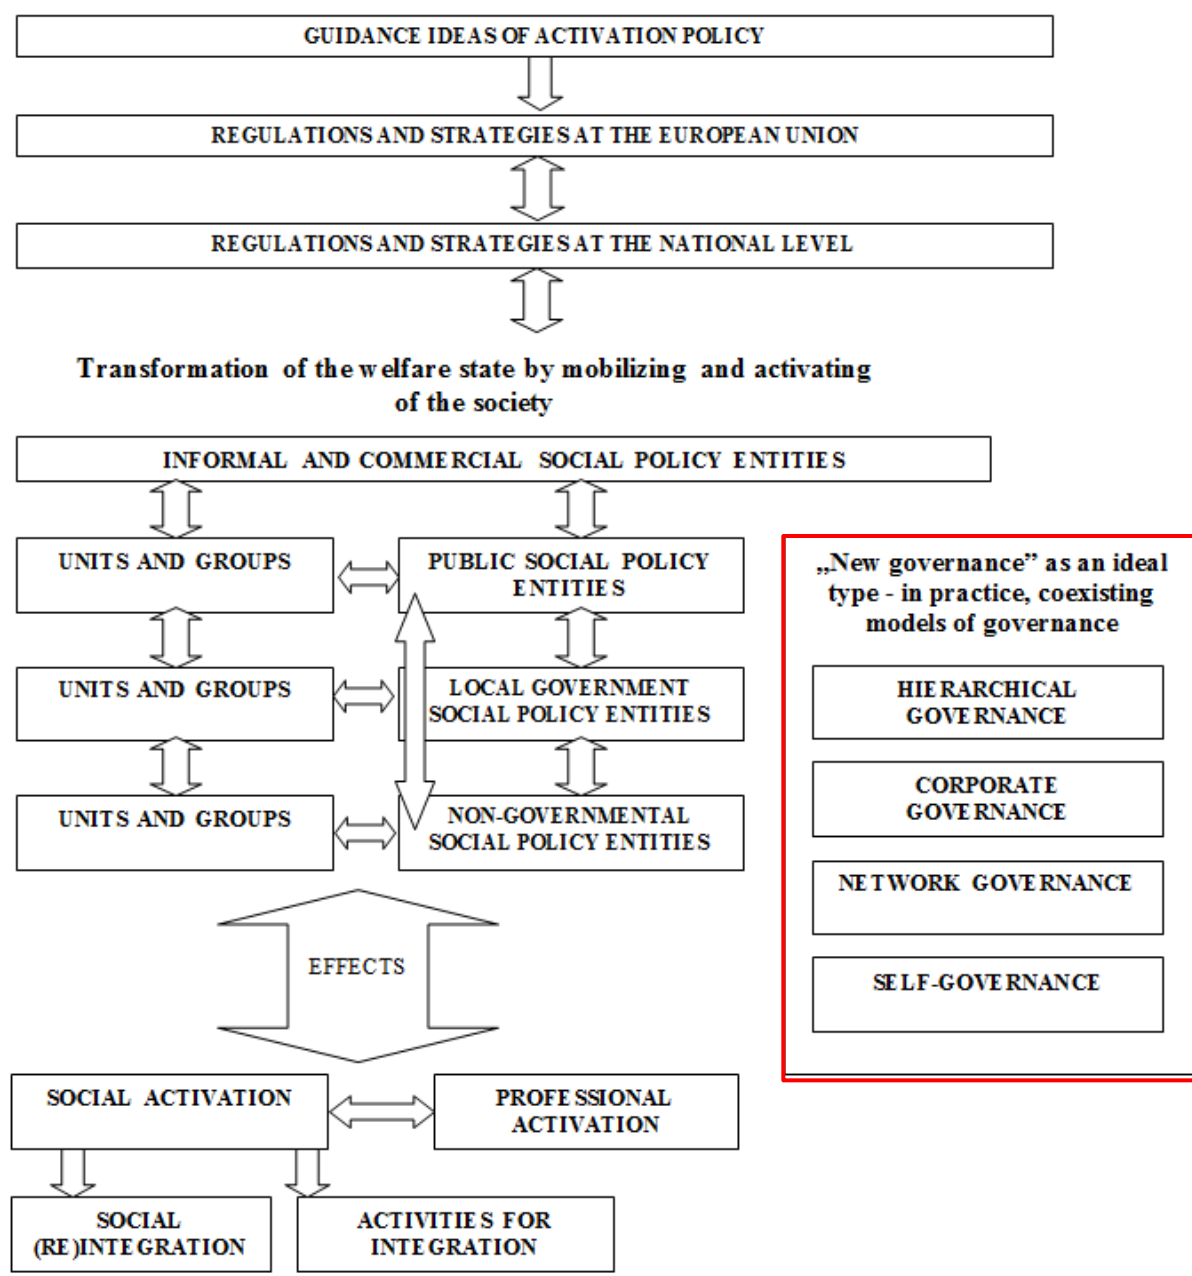 GUIDANCE IDEAS OF ACTIVATION POLICY
REGULATIONS AND STRATEGIES AT THE EUROPEAN UNION
REGULATIONS AND STRATEGIES AT THE NATIONAL LEVEL
Transformation of the welfare state by mobilizing and activating
of the society
INFORMAL AND COMMERCIAL SOCIAL POLICY ENTITIES
UNITS AND GROUPS
PUBLIC SOCIAL POLICY
ENTITIES
UNITS AND GROUPS
LOCAL GOVERNMENT
SOCIAL POLICY ENTITIES
UNITS AND GROUPS
NON-GOVERNMENTAL
SOCIAL POLICY ENTITIES
„New governance” as an ideal
type - in practice, coexisting
models of governance
HIERARCHICAL
GOVERNANCE
CORPORATE
GOVERNANCE
NETWORK GOVERNANCE
SELF-GOVERNANCE
EFFECTS
SOCIAL ACTIVATION
PROFESSIONAL
ACTIVATION
SOCIAL
(RE)INTEGRATION
ACTIVITIES FOR
INTEGRATION